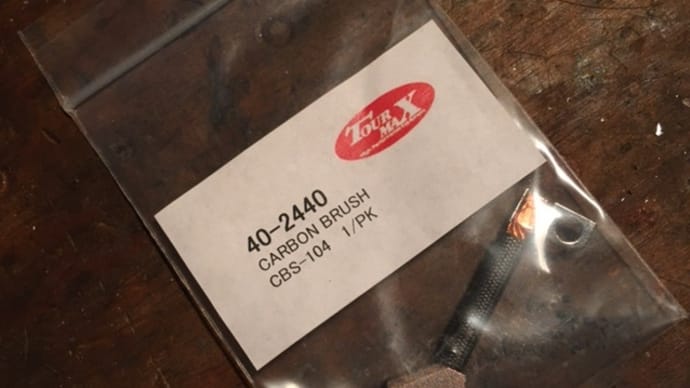 TOUR
MAX
40-2440
CARBON BRUSH
CBS-104 1/PK